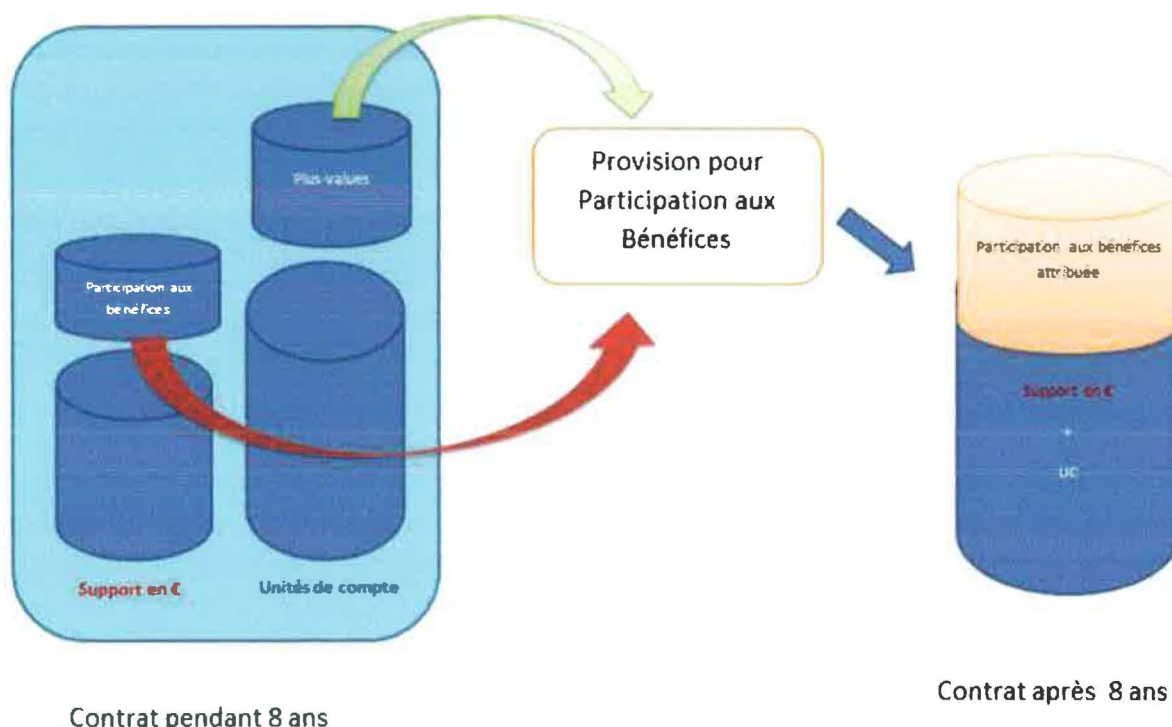 Plus-values
Participation aux
bénéfices
Support en €
Unités de compte
Contrat pendant 8 ans
Provision pour
Participation aux
Bénéfices
Participation aux bénéfices
attribuée
Support en €
+
UC
Contrat après 8 ans